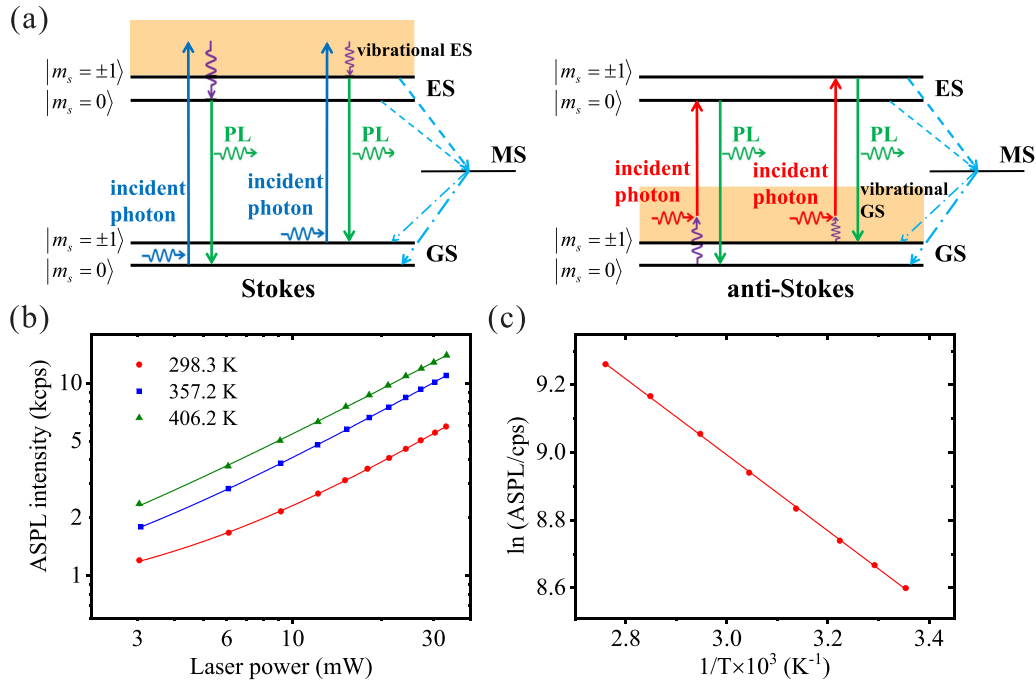 (a)
vibrational ES
|m_s = ±1⟩
ES
|m_s = 0⟩
PL
PL
MS
incident
photon
incident
photon
|m_s = ±1⟩
GS
|m_s = 0⟩
Stokes
|m_s = ±1⟩
ES
|m_s = 0⟩
PL
PL
MS
incident
photon
incident
photon
vibrational
GS
|m_s = ±1⟩
GS
|m_s = 0⟩
anti-Stokes
(b)
298.3 K
357.2 K
406.2 K
ASPL intensity (kcps)
10
5
2
1
3
6
10
30
Laser power (mW)
(c)
ln (ASPL/cps)
9.2
9.0
8.8
8.6
2.8
3.0
3.2
3.4
1/T×10³ (K⁻¹)